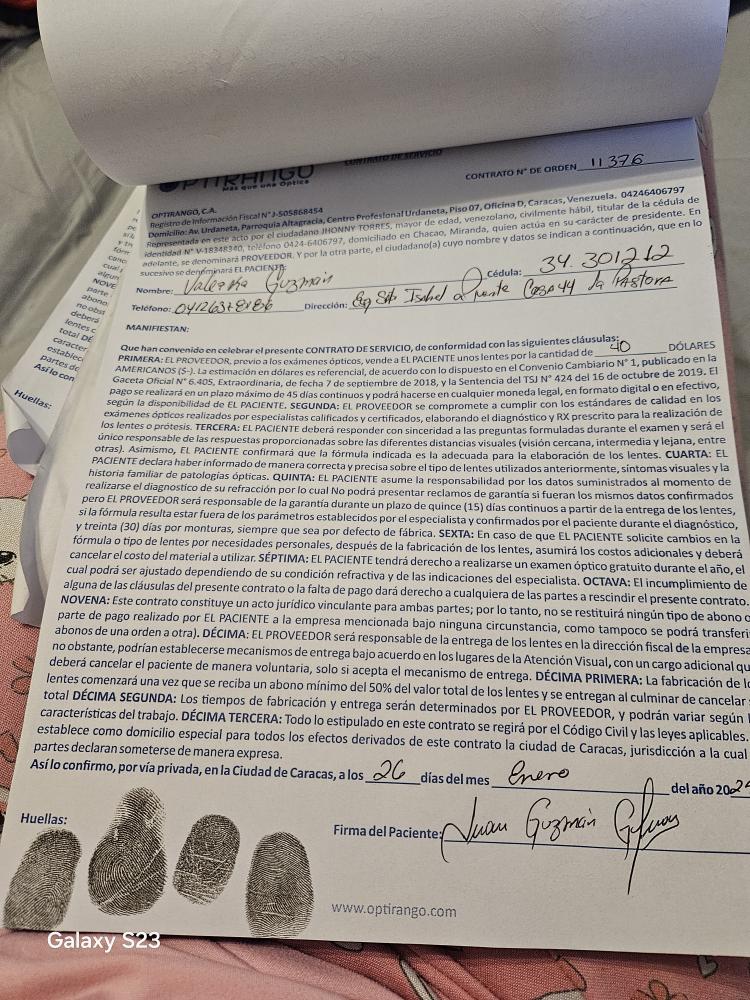 CONTRATO DE SERVICIO
OPTIRANGO
Más que una Óptica
CONTRATO N° DE ORDEN 11376
OPTIRANGO, C.A.
Registro de Información Fiscal N° J-505868454
Domicilio: Av. Urdaneta, Parroquia Altagracia, Centro Profesional Urdaneta, Piso 07, Oficina D, Caracas, Venezuela. 04246406797
Representada en este acto por el ciudadano JHONNY TORRES, mayor de edad, venezolano, civilmente hábil, titular de la cédula de
identidad N° V-18348340, teléfono 0424-6406797, domiciliado en Chacao, Miranda, quien actúa en su carácter de presidente. En
adelante, se denominará PROVEEDOR. Y por la otra parte, el ciudadano(a) cuyo nombre y datos se indican a continuación, que en lo
sucesivo se denominará EL PACIENTE:
Nombre: Valeria Guzmán Cédula: 34.301212
Teléfono: Dirección: Esq Sta Isabel a puente Casa 44 la Pastora
MANIFIESTAN:
Que han convenido en celebrar el presente CONTRATO DE SERVICIO, de conformidad con las siguientes cláusulas:
PRIMERA: EL PROVEEDOR, previo a los exámenes ópticos, vende a EL PACIENTE unos lentes por la cantidad de 40 DÓLARES
AMERICANOS ($-). La estimación en dólares es referencial, de acuerdo con lo dispuesto en el Convenio Cambiario N° 1, publicado en la
Gaceta Oficial N° 6.405, Extraordinaria, de fecha 7 de septiembre de 2018, y la Sentencia del TSJ N° 424 del 16 de octubre de 2019. El
pago se realizará en un plazo máximo de 45 días continuos y podrá hacerse en cualquier moneda legal, en formato digital o en efectivo,
según la disponibilidad de EL PACIENTE. SEGUNDA: EL PROVEEDOR se compromete a cumplir con los estándares de calidad en los
exámenes ópticos realizados por especialistas calificados y certificados, elaborando el diagnóstico y RX prescrito para la realización de
los lentes o prótesis. TERCERA: EL PACIENTE deberá responder con sinceridad a las preguntas formuladas durante el examen y será el
único responsable de las respuestas proporcionadas sobre las diferentes distancias visuales (visión cercana, intermedia y lejana, entre
otras). Asimismo, EL PACIENTE confirmará que la fórmula indicada es la adecuada para la elaboración de los lentes. CUARTA: EL
PACIENTE declara haber informado de manera correcta y precisa sobre el tipo de lentes utilizados anteriormente, síntomas visuales y la
historia familiar de patologías ópticas. QUINTA: EL PACIENTE asume la responsabilidad por los datos suministrados al momento de
realizarse el diagnostico de su refracción por lo cual No podrá presentar reclamos de garantía si fueran los mismos datos confirmados
pero EL PROVEEDOR será responsable de la garantía durante un plazo de quince (15) días continuos a partir de la entrega de los lentes,
si la fórmula resulta estar fuera de los parámetros establecidos por el especialista y confirmados por el paciente durante el diagnóstico,
y treinta (30) días por monturas, siempre que sea por defecto de fábrica. SEXTA: En caso de que EL PACIENTE solicite cambios en la
fórmula o tipo de lentes por necesidades personales, después de la fabricación de los lentes, asumirá los costos adicionales y deberá
cancelar el costo del material a utilizar. SÉPTIMA: EL PACIENTE tendrá derecho a realizarse un examen óptico gratuito durante el año, el
cual podrá ser ajustado dependiendo de su condición refractiva y de las indicaciones del especialista. OCTAVA: El incumplimiento de
alguna de las cláusulas del presente contrato o la falta de pago dará derecho a cualquiera de las partes a rescindir el presente contrato.
NOVENA: Este contrato constituye un acto jurídico vinculante para ambas partes; por lo tanto, no se restituirá ningún tipo de abono o
parte de pago realizado por EL PACIENTE a la empresa mencionada bajo ninguna circunstancia, como tampoco se podrá transferi
abonos de una orden a otra). DÉCIMA: EL PROVEEDOR será responsable de la entrega de los lentes en la dirección fiscal de la empresa
no obstante, podrían establecerse mecanismos de entrega bajo acuerdo en los lugares de la Atención Visual, con un cargo adicional qu
deberá cancelar el paciente de manera voluntaria, solo si acepta el mecanismo de entrega. DÉCIMA PRIMERA: La fabricación de lo
lentes comenzará una vez que se reciba un abono mínimo del 50% del valor total de los lentes y se entregan al culminar de cancelar
total DÉCIMA SEGUNDA: Los tiempos de fabricación y entrega serán determinados por EL PROVEEDOR, y podrán variar según l
características del trabajo. DÉCIMA TERCERA: Todo lo estipulado en este contrato se regirá por el Código Civil y las leyes aplicables.
establece como domicilio especial para todos los efectos derivados de este contrato la ciudad de Caracas, jurisdicción a la cual
partes declaran someterse de manera expresa.
Así lo confirmo, por vía privada, en la Ciudad de Caracas, a los 26 días del mes Enero del año 202
Huellas:
Firma del Paciente: Juan Guzmán
www.optirango.com
Huellas:
Galaxy S23